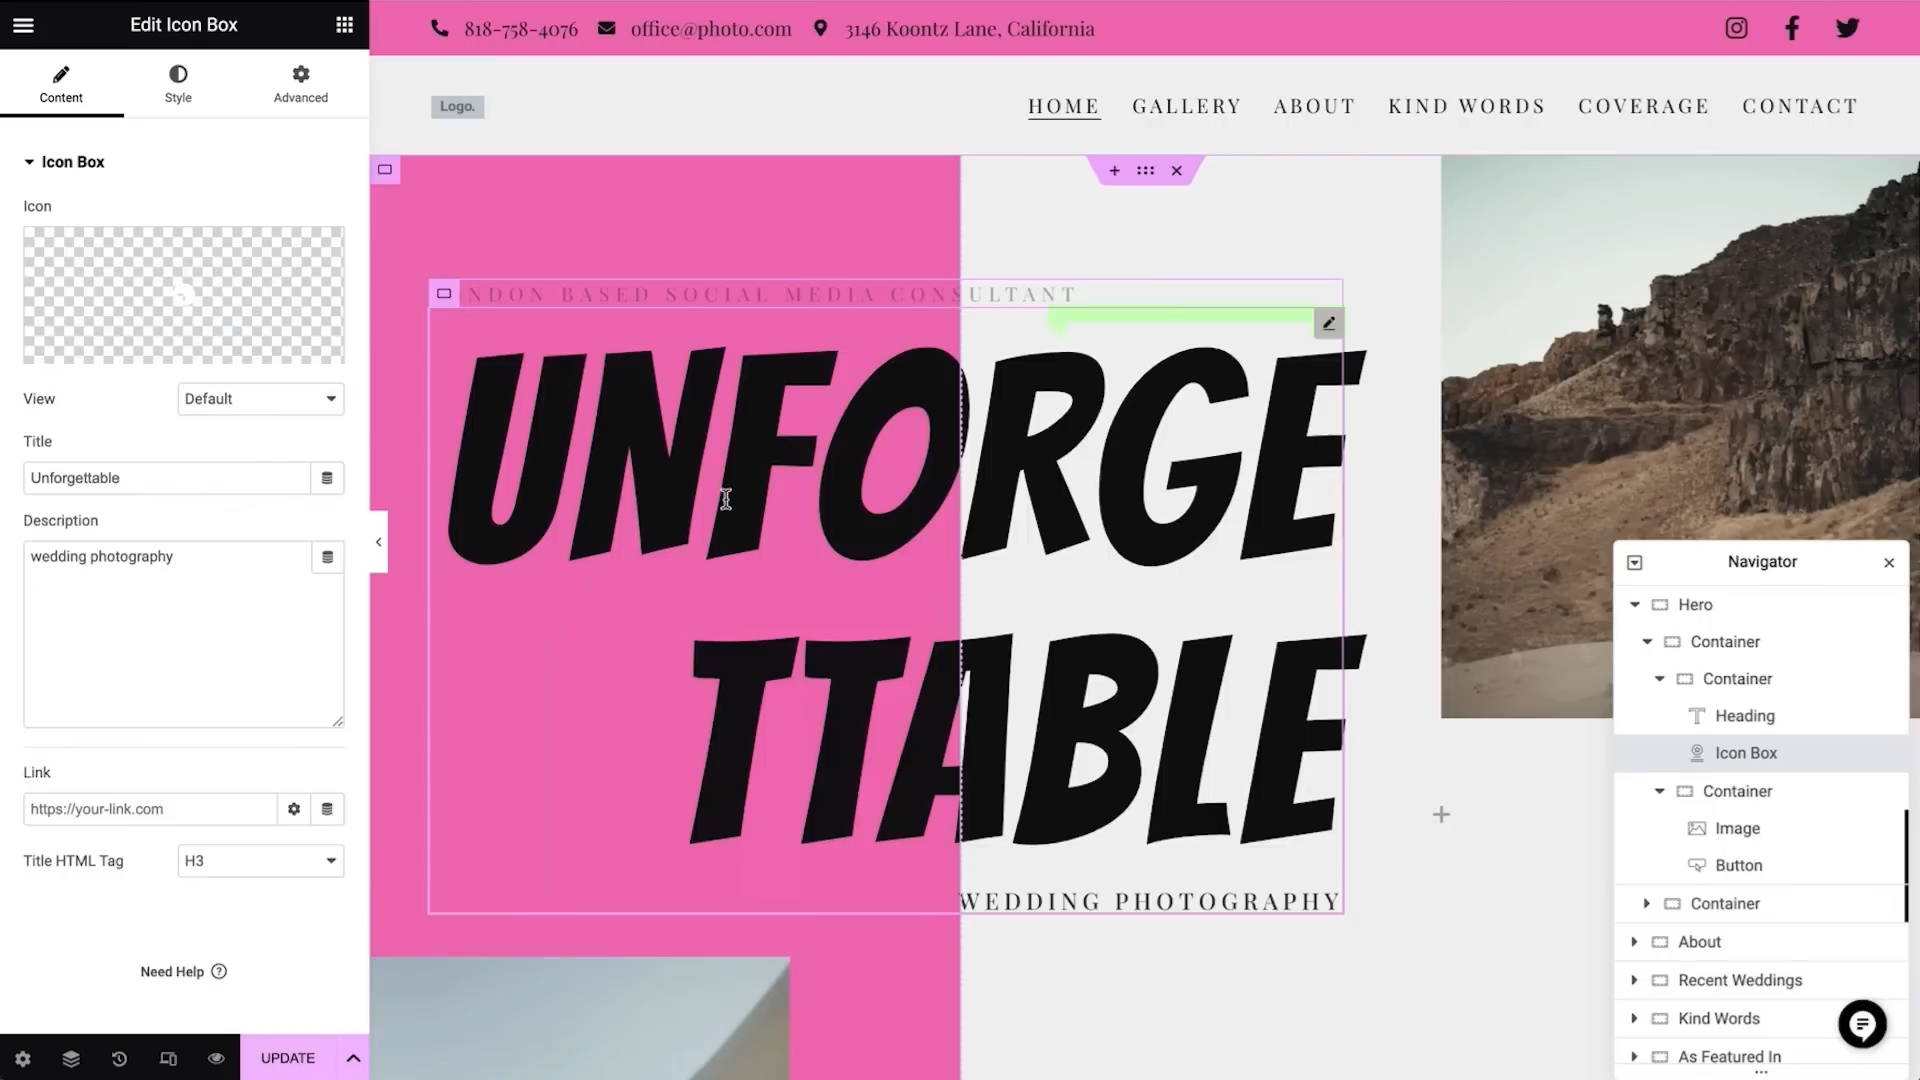 Edit Icon Box
Content
Style
Advanced
Icon Box
Icon
View
Default
Title
Unforgettable
Description
wedding photography
Link
https://your-link.com
Title HTML Tag
H3
Need Help
UPDATE
818-758-4076
office@photo.com
3146 Koontz Lane, California
Logo.
HOME
GALLERY
ABOUT
KIND WORDS
COVERAGE
CONTACT
NDON BASED SOCIAL MEDIA CONSULTANT
UNFORGE
TTABLE
WEDDING PHOTOGRAPHY
Navigator
Hero
Container
Container
Heading
Icon Box
Container
Image
Button
Container
About
Recent Weddings
Kind Words
As Featured In